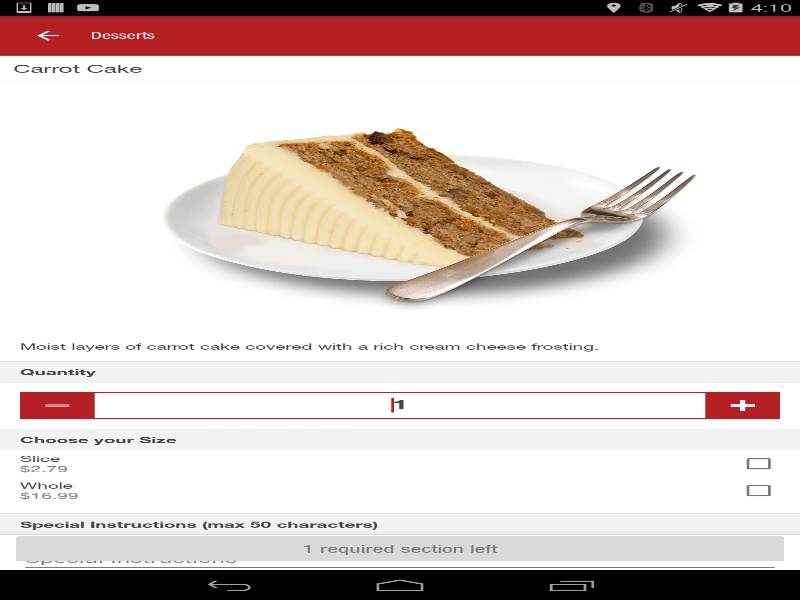 4:10
Desserts
Carrot Cake
Moist layers of carrot cake covered with a rich cream cheese frosting.
Quantity
1
Choose your Size
Slice
$2.79
Whole
$16.99
Special Instructions (max 50 characters)
1 required section left
Special Instructions